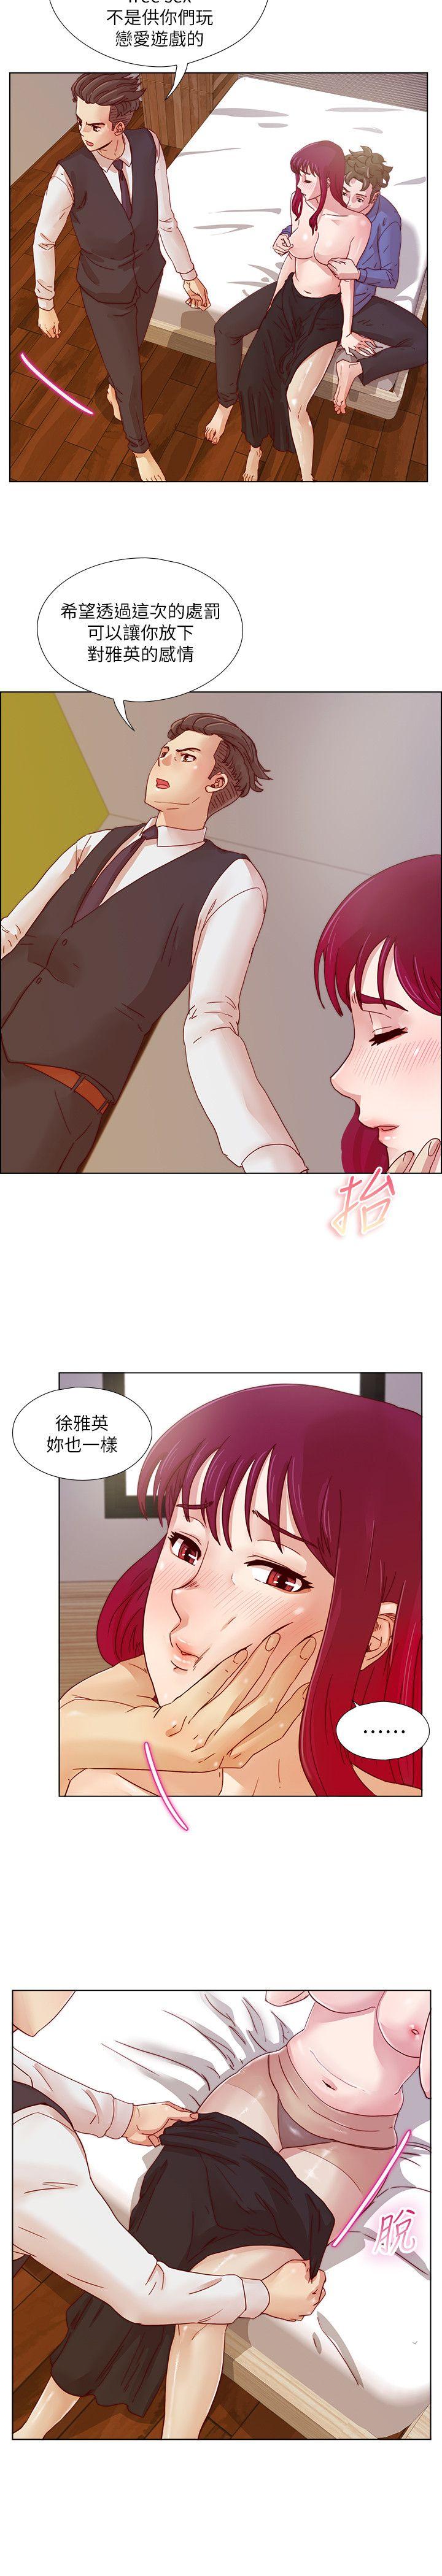 free sex
不是供你們玩
戀愛遊戲的
希望透過這次的處罰
可以讓你放下
對雅英的感情
抬
徐雅英
妳也一樣
……
脫